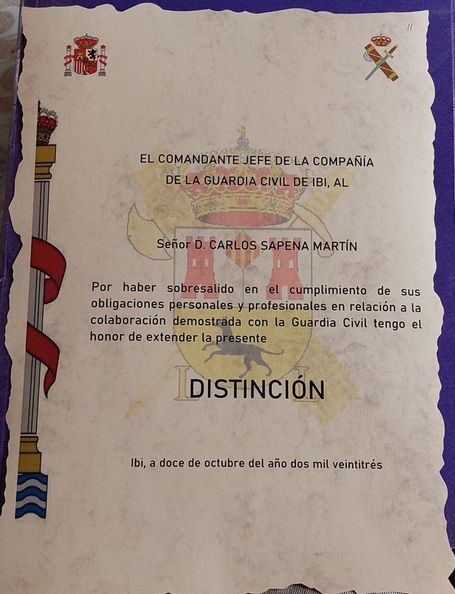 11
EL COMANDANTE JEFE DE LA COMPAÑÍA
DE LA GUARDIA CIVIL DE IBI, AL
Señor D. CARLOS SAPENA MARTÍN
Por haber sobresalido en el cumplimiento de sus
obligaciones personales y profesionales en relación a la
colaboración demostrada con la Guardia Civil tengo el
honor de extender la presente
DISTINCIÓN
Ibi, a doce de octubre del año dos mil veintitrés